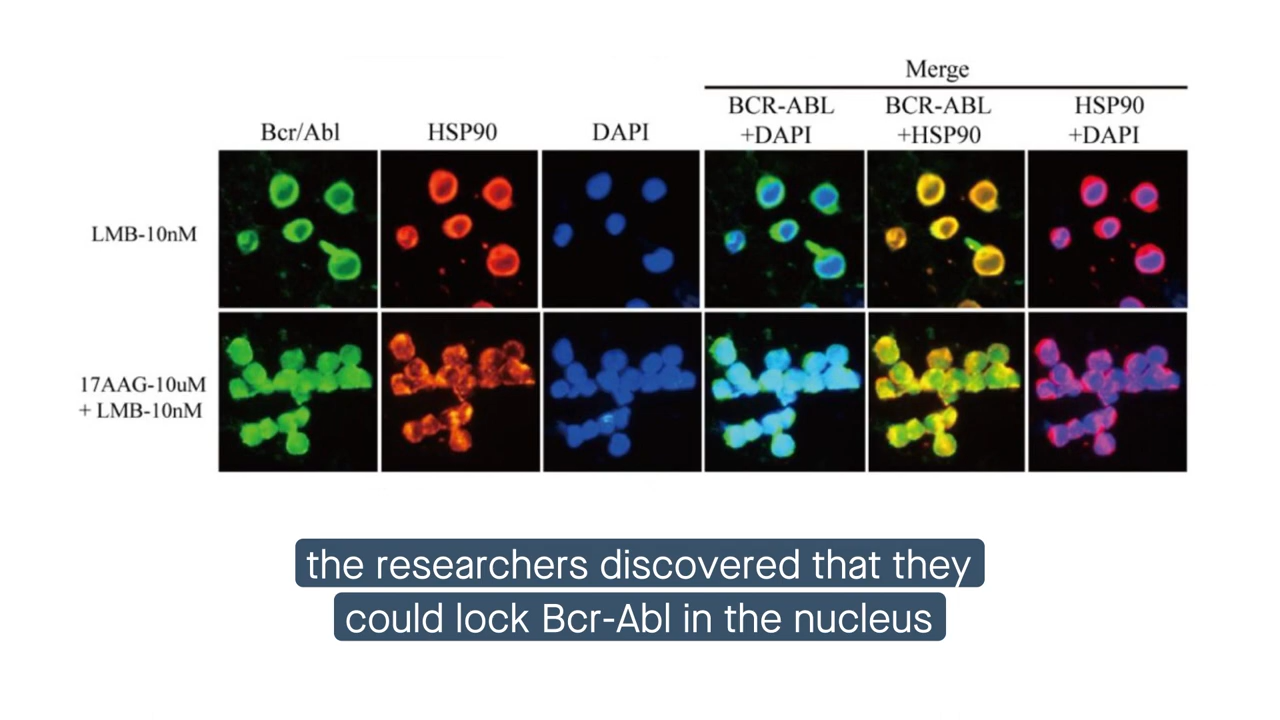 Merge
Bcr/Abl HSP90 DAPI BCR-ABL +DAPI BCR-ABL +HSP90 HSP90 +DAPI
LMB-10nM
17AAG-10uM
+ LMB-10nM
the researchers discovered that they
could lock Bcr-Abl in the nucleus